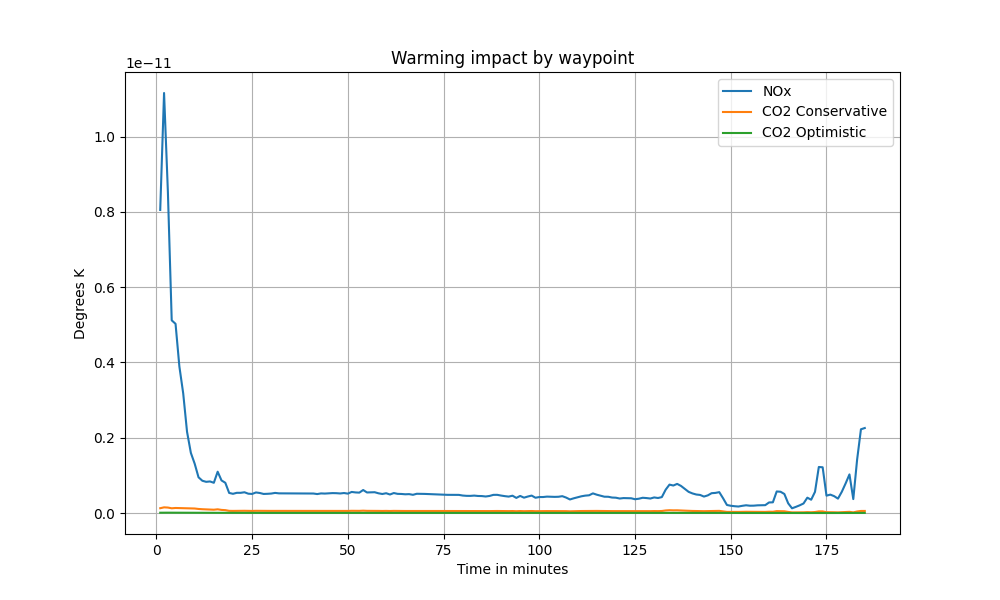 Warming impact by waypoint
1e−11
NOx
CO2 Conservative
CO2 Optimistic
1.0
0.8
0.6
0.4
0.2
0.0
Degrees K
0 25 50 75 100 125 150 175
Time in minutes